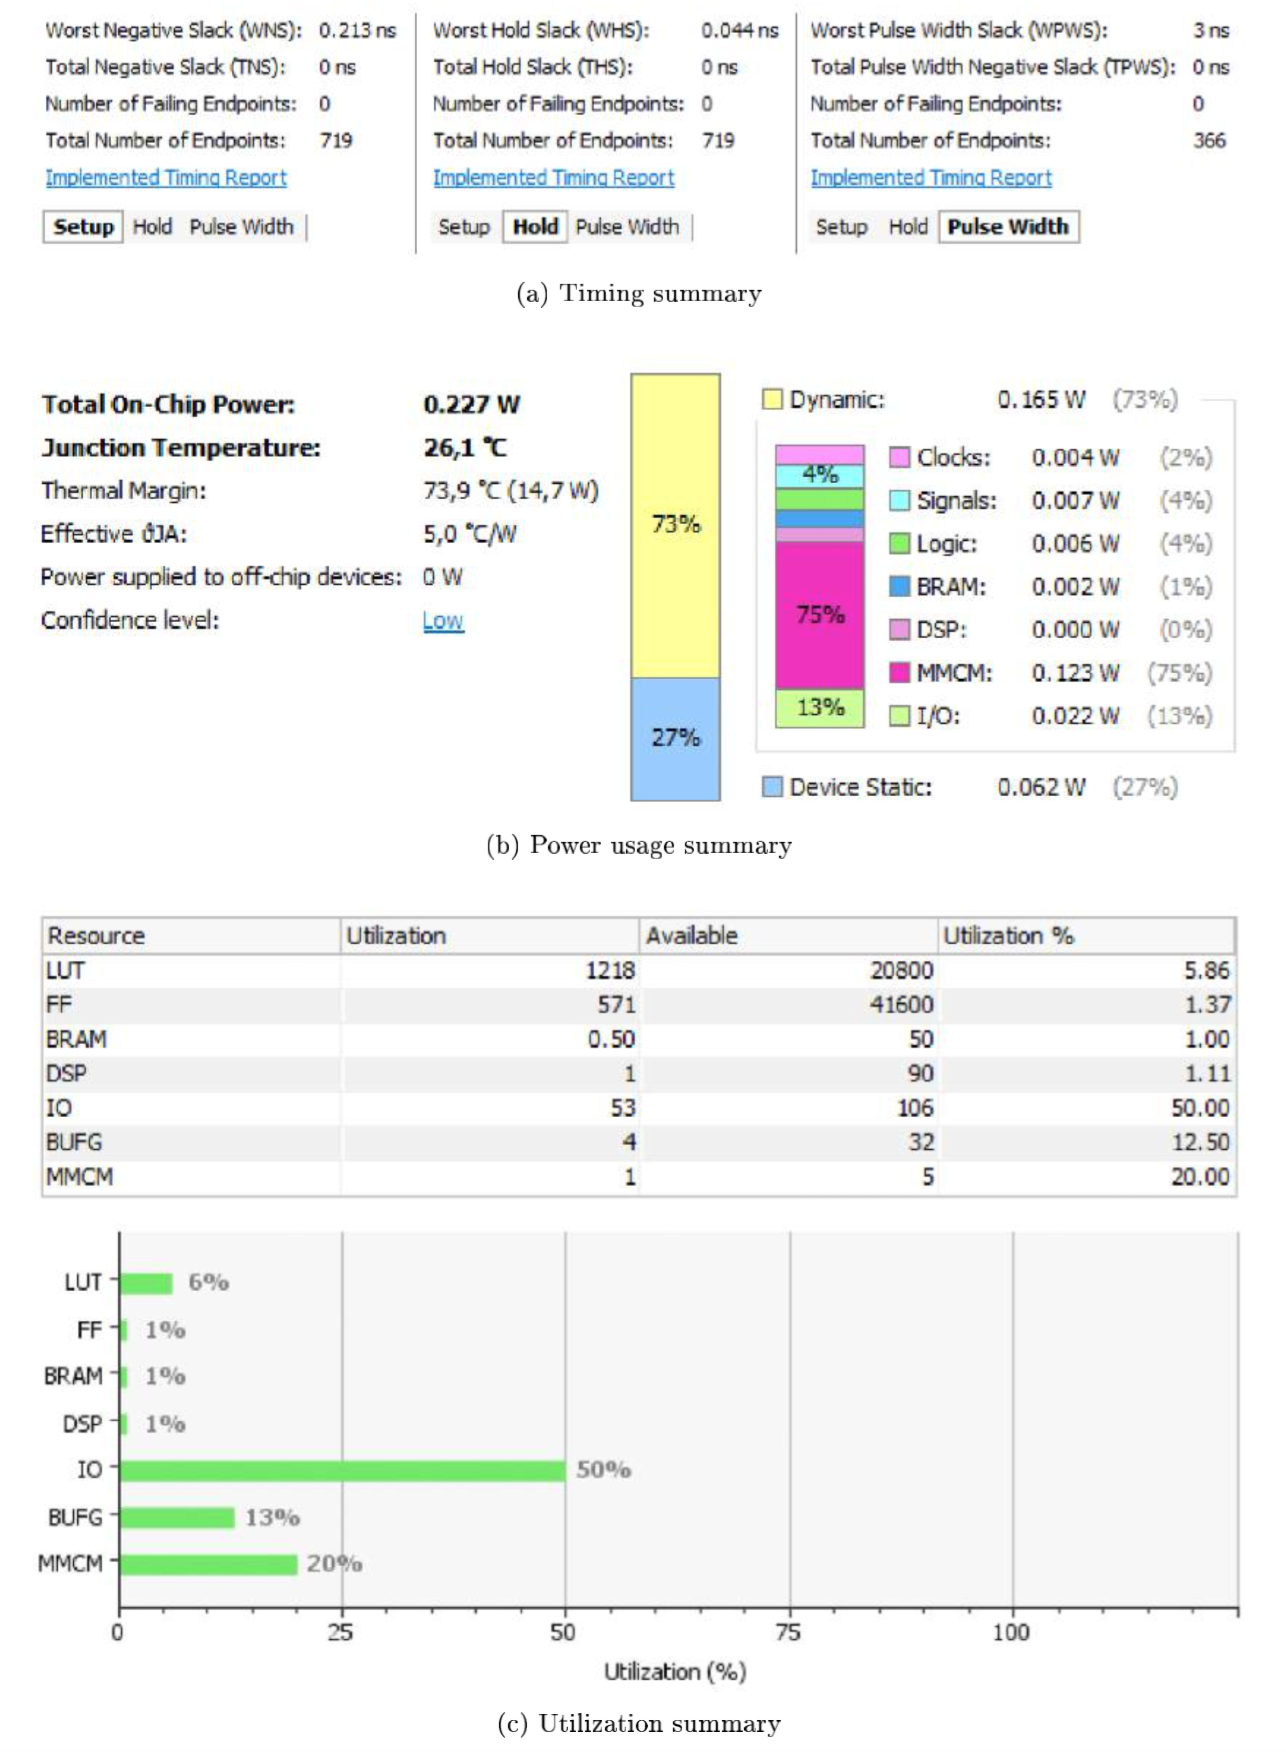 Worst Negative Slack (WNS): 0.213 ns Worst Hold Slack (WHS): 0.044 ns Worst Pulse Width Slack (WPWS): 3 ns
Total Negative Slack (TNS): 0 ns Total Hold Slack (THS): 0 ns Total Pulse Width Negative Slack (TPWS): 0 ns
Number of Failing Endpoints: 0 Number of Failing Endpoints: 0 Number of Failing Endpoints: 0
Total Number of Endpoints: 719 Total Number of Endpoints: 719 Total Number of Endpoints: 366
Implemented Timing Report Implemented Timing Report Implemented Timing Report
Setup Hold Pulse Width Setup Hold Pulse Width Setup Hold Pulse Width
(a) Timing summary
Total On-Chip Power: 0.227 W
Junction Temperature: 26,1 °C
Thermal Margin: 73,9 °C (14,7 W)
Effective ϑJA: 5,0 °C/W
Power supplied to off-chip devices: 0 W
Confidence level: Low
73%
27%
Dynamic: 0.165 W (73%)
4%
75%
13%
Clocks: 0.004 W (2%)
Signals: 0.007 W (4%)
Logic: 0.006 W (4%)
BRAM: 0.002 W (1%)
DSP: 0.000 W (0%)
MMCM: 0.123 W (75%)
I/O: 0.022 W (13%)
Device Static: 0.062 W (27%)
(b) Power usage summary
Resource Utilization Available Utilization %
LUT 1218 20800 5.86
FF 571 41600 1.37
BRAM 0.50 50 1.00
DSP 1 90 1.11
IO 53 106 50.00
BUFG 4 32 12.50
MMCM 1 5 20.00
LUT 6%
FF 1%
BRAM 1%
DSP 1%
IO 50%
BUFG 13%
MMCM 20%
0 25 50 75 100
Utilization (%)
(c) Utilization summary